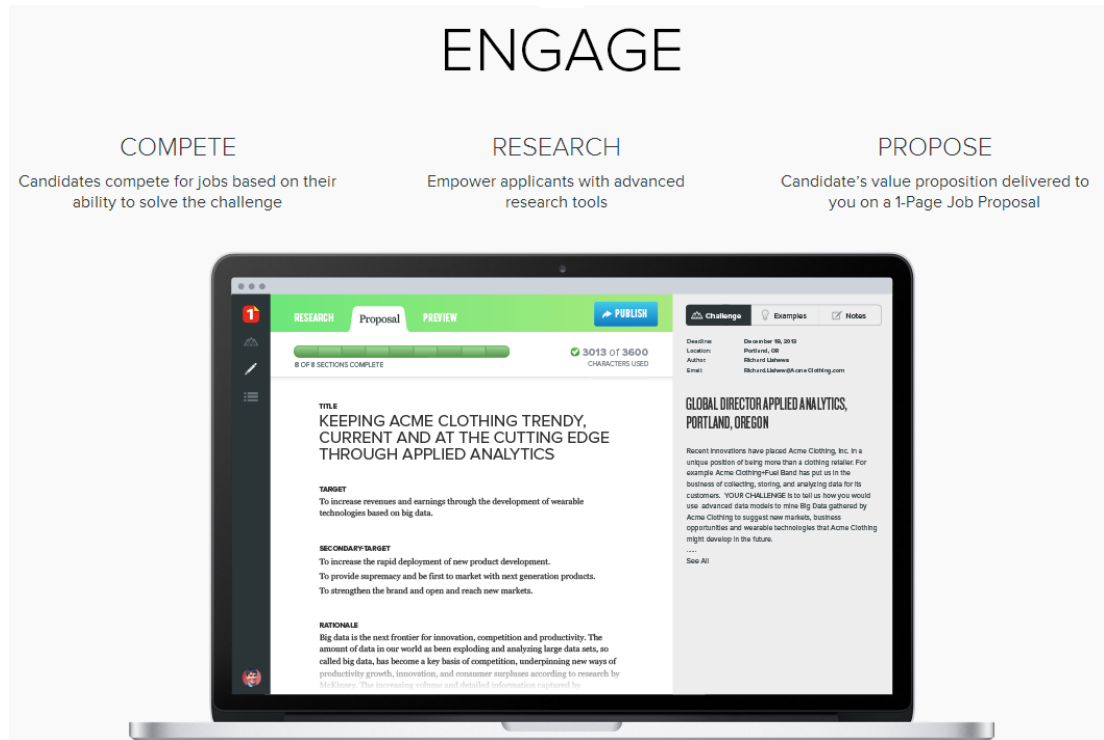 ENGAGE
COMPETE
Candidates compete for jobs based on their
ability to solve the challenge
RESEARCH
Empower applicants with advanced
research tools
PROPOSE
Candidate's value proposition delivered to
you on a 1-Page Job Proposal
1
RESEARCH
Proposal
PREVIEW
PUBLISH
8 OF 8 SECTIONS COMPLETE
3013 of 3600
CHARACTERS USED
TITLE
KEEPING ACME CLOTHING TRENDY,
CURRENT AND AT THE CUTTING EDGE
THROUGH APPLIED ANALYTICS
TARGET
To increase revenues and earnings through the development of wearable
technologies based on big data.
SECONDARY-TARGET
To increase the rapid deployment of new product development.
To provide supremacy and be first to market with next generation products.
To strengthen the brand and open and reach new markets.
RATIONALE
Big data is the next frontier for innovation, competition and productivity. The
amount of data in our world as been exploding and analyzing large data sets, so
called big data, has become a key basis of competition, underpinning new ways of
productivity growth, innovation, and consumer surpluses according to research by
McKinsey. The increasing volume and detailed information captured by
Challenge
Examples
Notes
Deadline: December 19, 2013
Location: Portland, OR
Author: Richard Lishews
Email: Richard.Lishew@AcmeClothing.com
GLOBAL DIRECTOR APPLIED ANALYTICS,
PORTLAND, OREGON
Recent innovations have placed Acme Clothing, Inc. in a
unique position of being more than a clothing retailer. For
example Acme Clothing+Fuel Band has put us in the
business of collecting, storing, and analyzing data for its
customers. YOUR CHALLENGE is to tell us how you would
use advanced data models to mine Big Data gathered by
Acme Clothing to suggest new markets, business
opportunities and wearable technologies that Acme Clothing
might develop in the future.
.....
See All